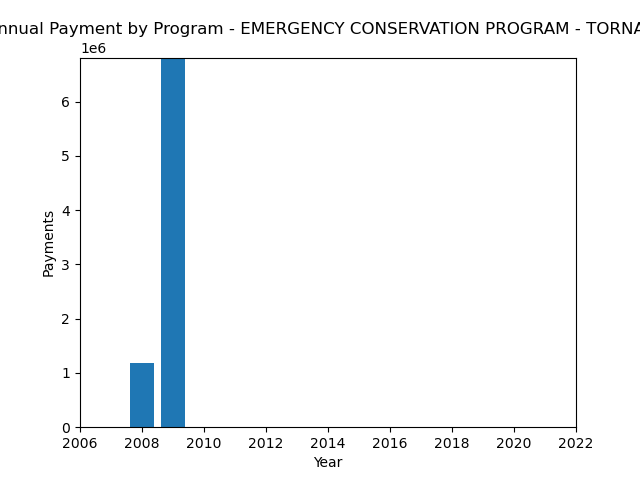 nnual Payment by Program - EMERGENCY CONSERVATION PROGRAM - TORNA
1e6
6
5
4
3
2
1
0
Payments
2006 2008 2010 2012 2014 2016 2018 2020 2022
Year